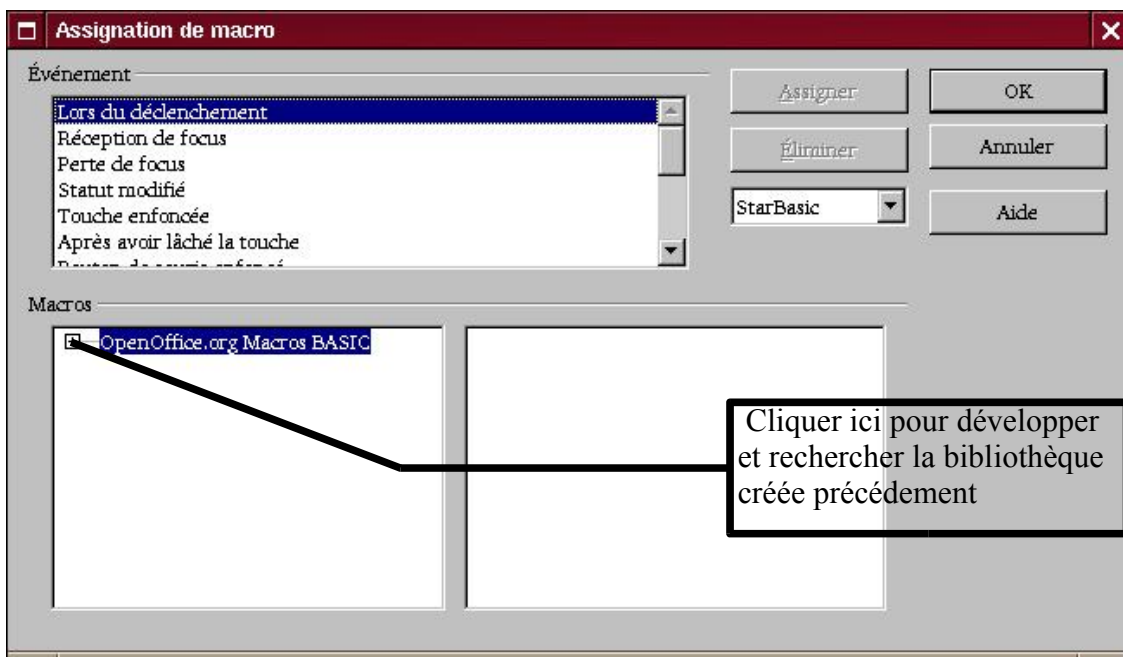 Assignation de macro
Événement
Lors du déclenchement
Réception de focus
Perte de focus
Statut modifié
Touche enfoncée
Après avoir lâché la touche
Assigner
Éliminer
StarBasic
OK
Annuler
Aide
Macros
OpenOffice.org Macros BASIC
Cliquer ici pour développer
et rechercher la bibliothèque
créée précédement